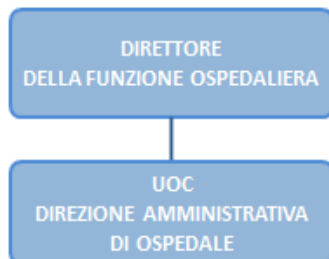 DIRETTORE
DELLA FUNZIONE OSPEDALIERA
UOC
DIREZIONE AMMINISTRATIVA
DI OSPEDALE